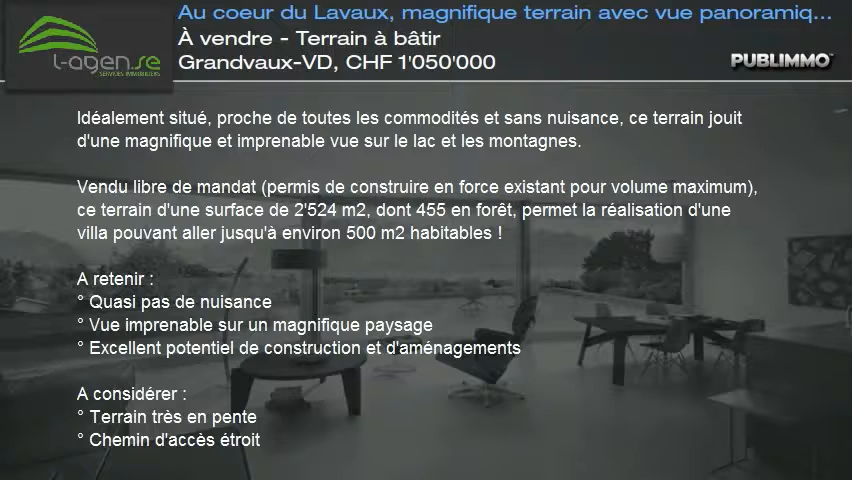 Au coeur du Lavaux, magnifique terrain avec vue panoramiq...
À vendre - Terrain à bâtir
Grandvaux-VD, CHF 1'050'000
L-agen.se
SERVICES IMMOBILIERS
PUBLIMMO™
Idéalement situé, proche de toutes les commodités et sans nuisance, ce terrain jouit
d'une magnifique et imprenable vue sur le lac et les montagnes.
Vendu libre de mandat (permis de construire en force existant pour volume maximum),
ce terrain d'une surface de 2'524 m2, dont 455 en forêt, permet la réalisation d'une
villa pouvant aller jusqu'à environ 500 m2 habitables !
A retenir :
° Quasi pas de nuisance
° Vue imprenable sur un magnifique paysage
° Excellent potentiel de construction et d'aménagements
A considérer :
° Terrain très en pente
° Chemin d'accès étroit